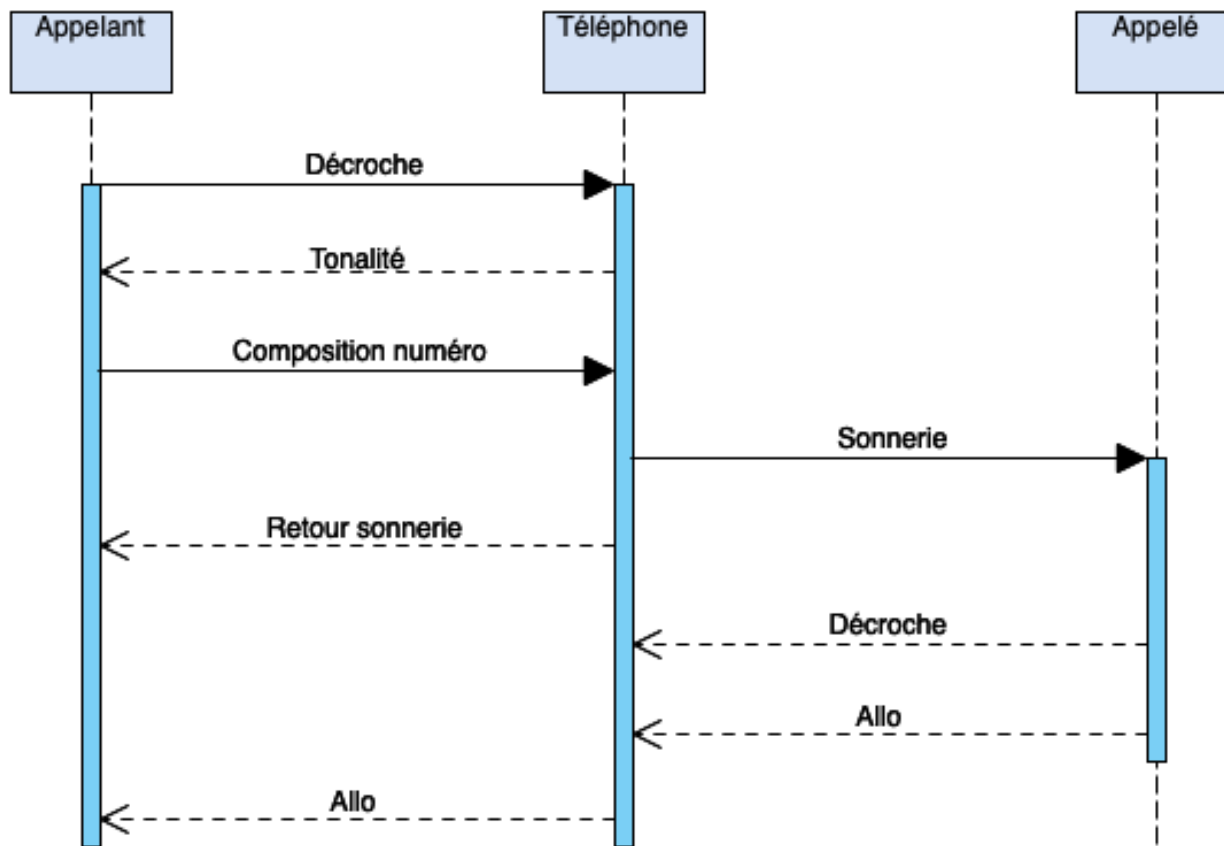 Appelant
Téléphone
Appelé
Décroche
Tonalité
Composition numéro
Sonnerie
Retour sonnerie
Décroche
Allo
Allo